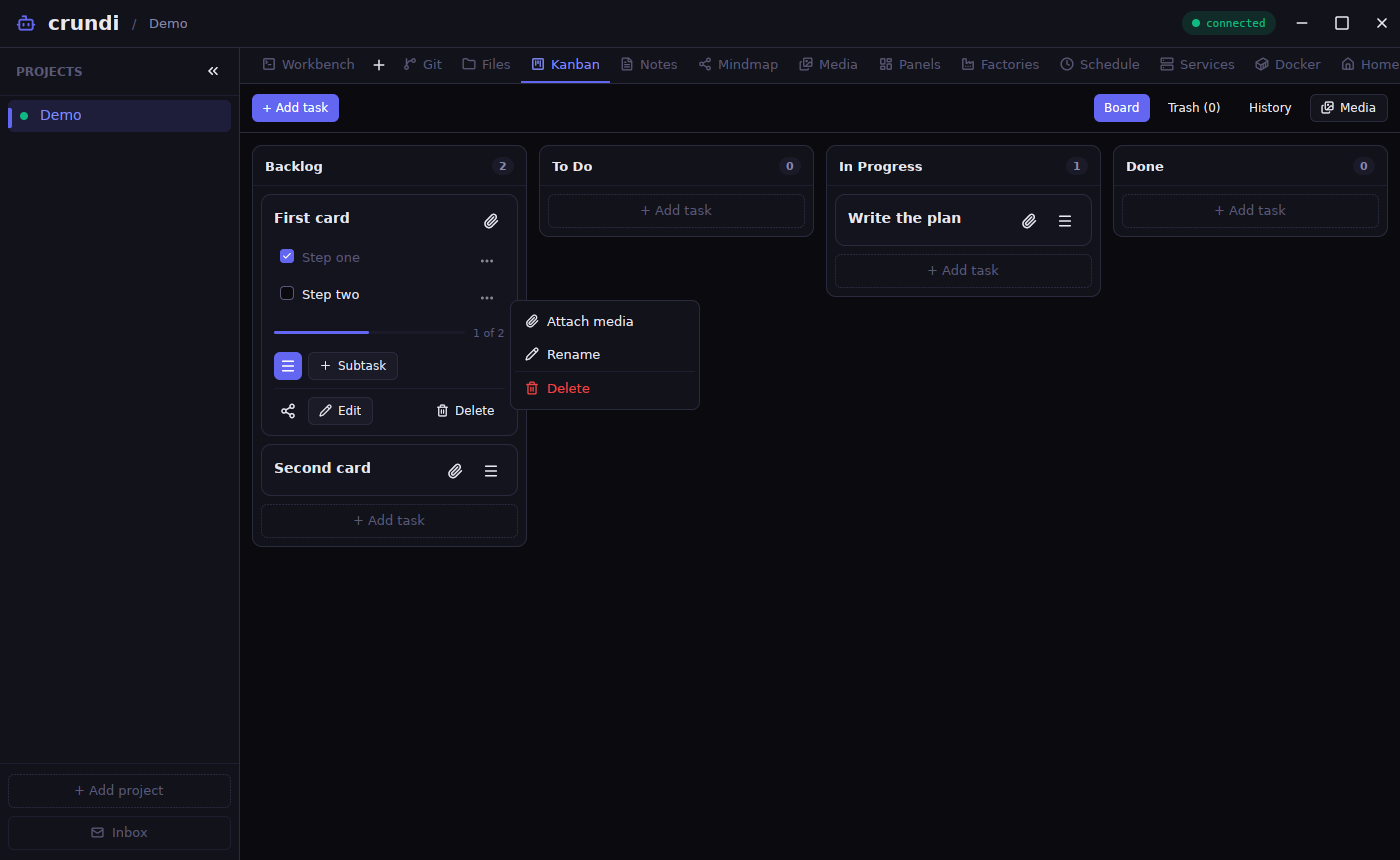 crundi / Demo
connected
PROJECTS
Demo
Workbench
Git
Files
Kanban
Notes
Mindmap
Media
Panels
Factories
Schedule
Services
Docker
Home
+ Add task
Board
Trash (0)
History
Media
Backlog 2
First card
Step one
Step two
1 of 2
Subtask
Edit
Delete
Second card
+ Add task
Attach media
Rename
Delete
To Do 0
+ Add task
In Progress 1
Write the plan
+ Add task
Done 0
+ Add task
+ Add project
Inbox